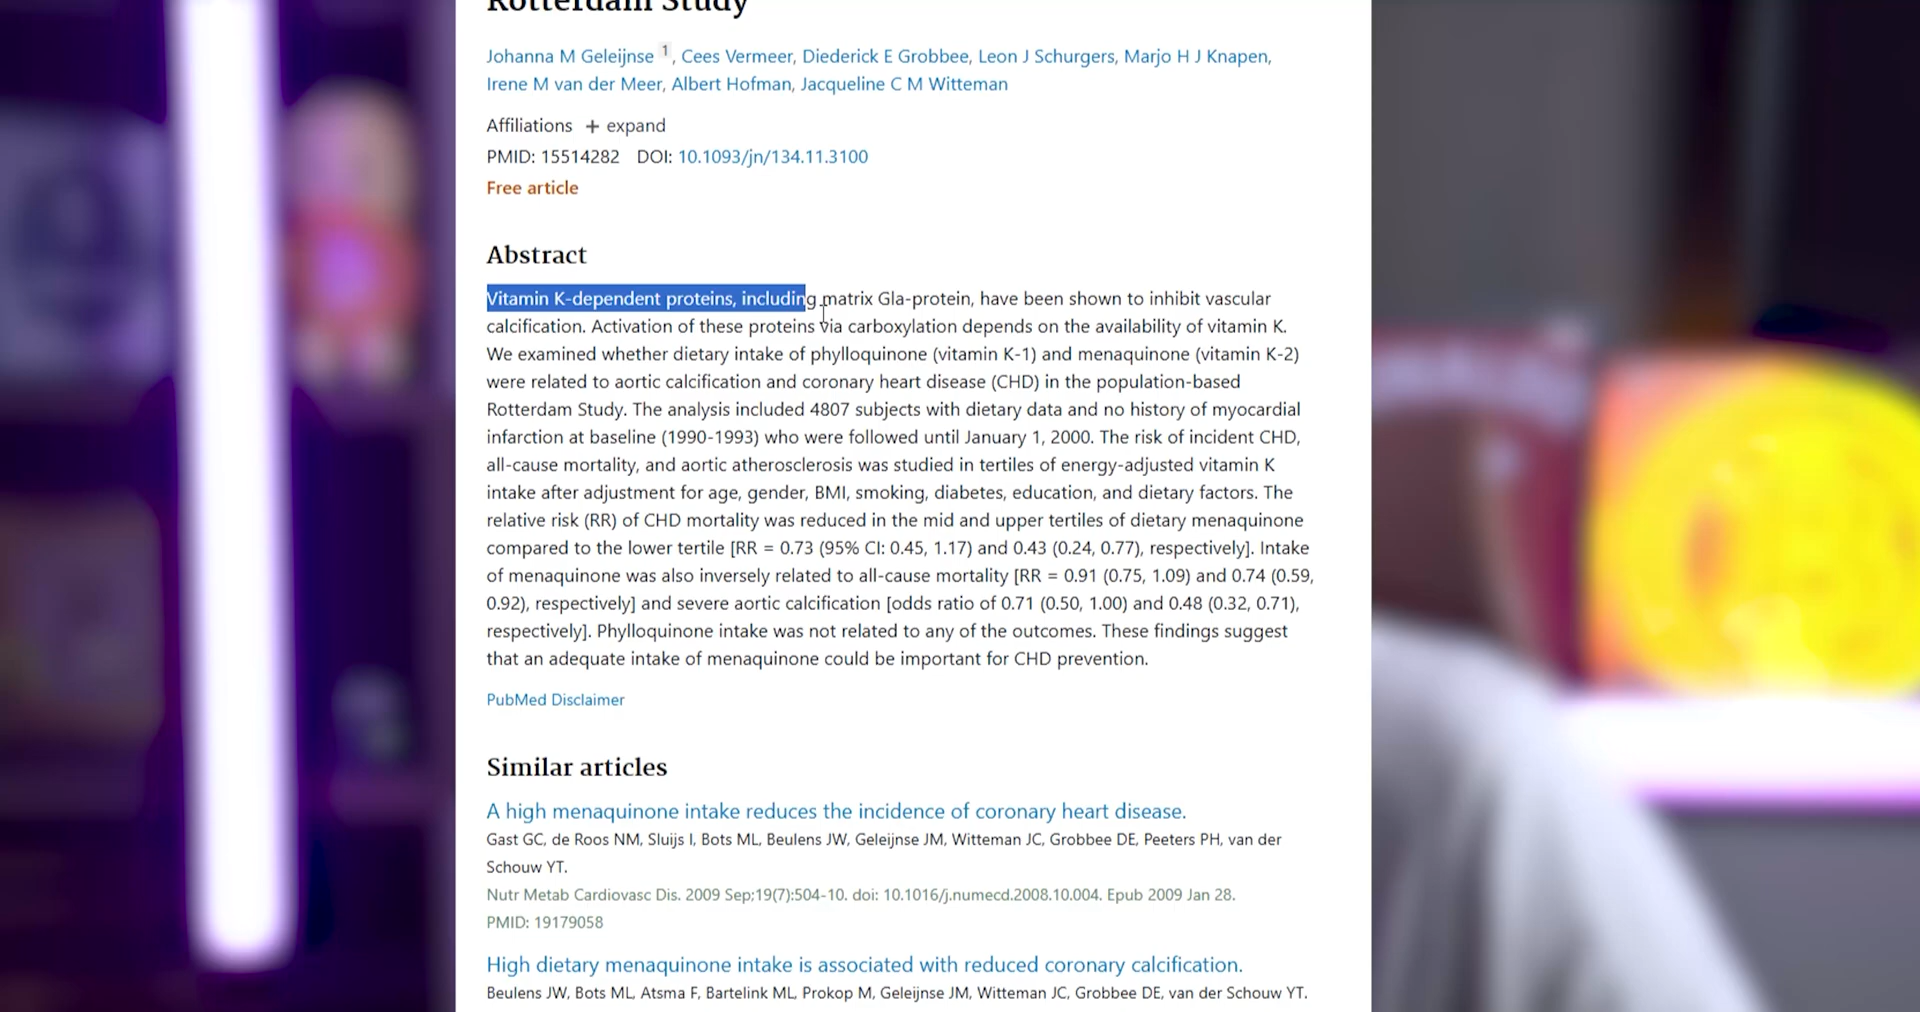 Rotterdam Study
Johanna M Geleijnse 1, Cees Vermeer, Diederick E Grobbee, Leon J Schurgers, Marjo H J Knapen,
Irene M van der Meer, Albert Hofman, Jacqueline C M Witteman
Affiliations + expand
PMID: 15514282 DOI: 10.1093/jn/134.11.3100
Free article
Abstract
Vitamin K-dependent proteins, including matrix Gla-protein, have been shown to inhibit vascular
calcification. Activation of these proteins via carboxylation depends on the availability of vitamin K.
We examined whether dietary intake of phylloquinone (vitamin K-1) and menaquinone (vitamin K-2)
were related to aortic calcification and coronary heart disease (CHD) in the population-based
Rotterdam Study. The analysis included 4807 subjects with dietary data and no history of myocardial
infarction at baseline (1990-1993) who were followed until January 1, 2000. The risk of incident CHD,
all-cause mortality, and aortic atherosclerosis was studied in tertiles of energy-adjusted vitamin K
intake after adjustment for age, gender, BMI, smoking, diabetes, education, and dietary factors. The
relative risk (RR) of CHD mortality was reduced in the mid and upper tertiles of dietary menaquinone
compared to the lower tertile [RR = 0.73 (95% CI: 0.45, 1.17) and 0.43 (0.24, 0.77), respectively]. Intake
of menaquinone was also inversely related to all-cause mortality [RR = 0.91 (0.75, 1.09) and 0.74 (0.59,
0.92), respectively] and severe aortic calcification [odds ratio of 0.71 (0.50, 1.00) and 0.48 (0.32, 0.71),
respectively]. Phylloquinone intake was not related to any of the outcomes. These findings suggest
that an adequate intake of menaquinone could be important for CHD prevention.
PubMed Disclaimer
Similar articles
A high menaquinone intake reduces the incidence of coronary heart disease.
Gast GC, de Roos NM, Sluijs I, Bots ML, Beulens JW, Geleijnse JM, Witteman JC, Grobbee DE, Peeters PH, van der
Schouw YT.
Nutr Metab Cardiovasc Dis. 2009 Sep;19(7):504-10. doi: 10.1016/j.numecd.2008.10.004. Epub 2009 Jan 28.
PMID: 19179058
High dietary menaquinone intake is associated with reduced coronary calcification.
Beulens JW, Bots ML, Atsma F, Bartelink ML, Prokop M, Geleijnse JM, Witteman JC, Grobbee DE, van der Schouw YT.